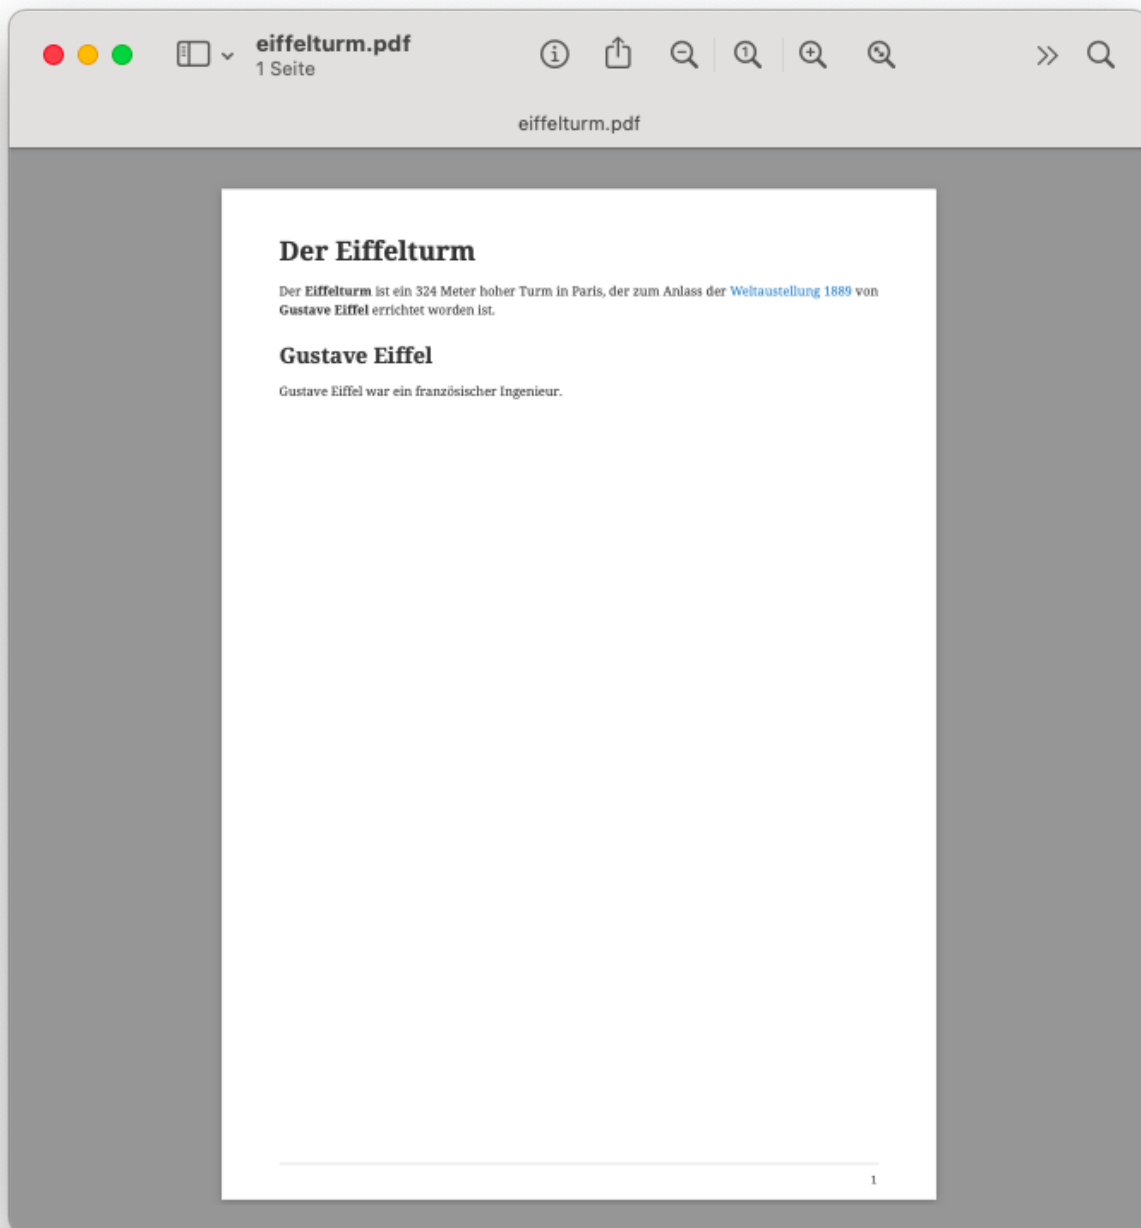 eiffelturm.pdf
1 Seite
eiffelturm.pdf
Der Eiffelturm
Der Eiffelturm ist ein 324 Meter hoher Turm in Paris, der zum Anlass der Weltaustellung 1889 von
Gustave Eiffel errichtet worden ist.
Gustave Eiffel
Gustave Eiffel war ein französischer Ingenieur.
1